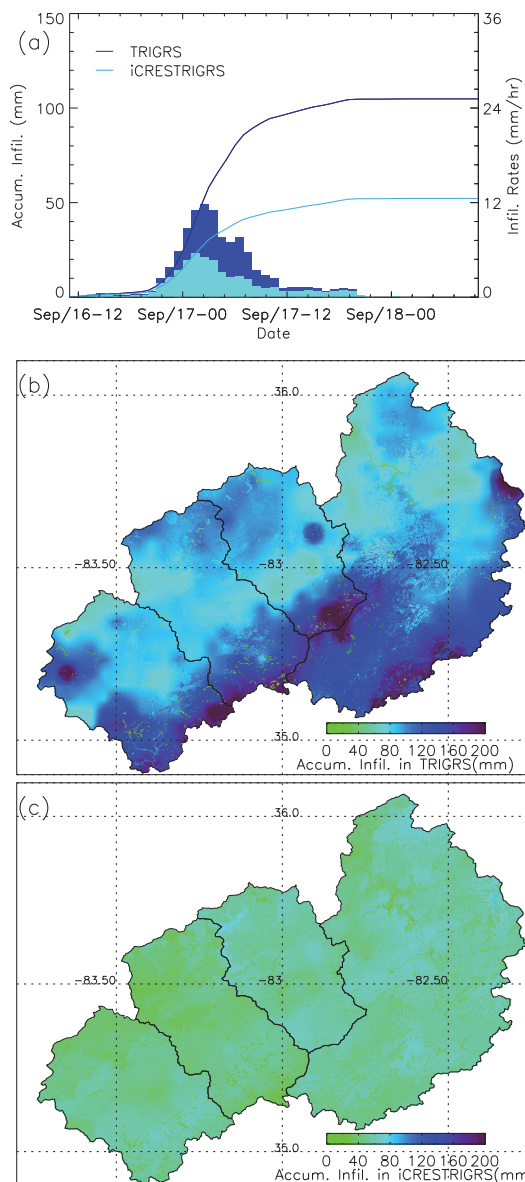 (a)
TRIGRS
iCRESTRIGRS
150
100
50
0
Accum. Infil. (mm)
36
24
12
0
Infil. Rates (mm/hr)
Sep/16-12 Sep/17-00 Sep/17-12 Sep/18-00
Date
(b)
36.0
-83.50 -83 -82.50
35.0
0 40 80 120 160 200
Accum. Infil. in TRIGRS(mm)
(c)
36.0
-83.50 -83 -82.50
35.0
0 40 80 120 160 200
Accum. Infil. in iCRESTRIGRS(mm